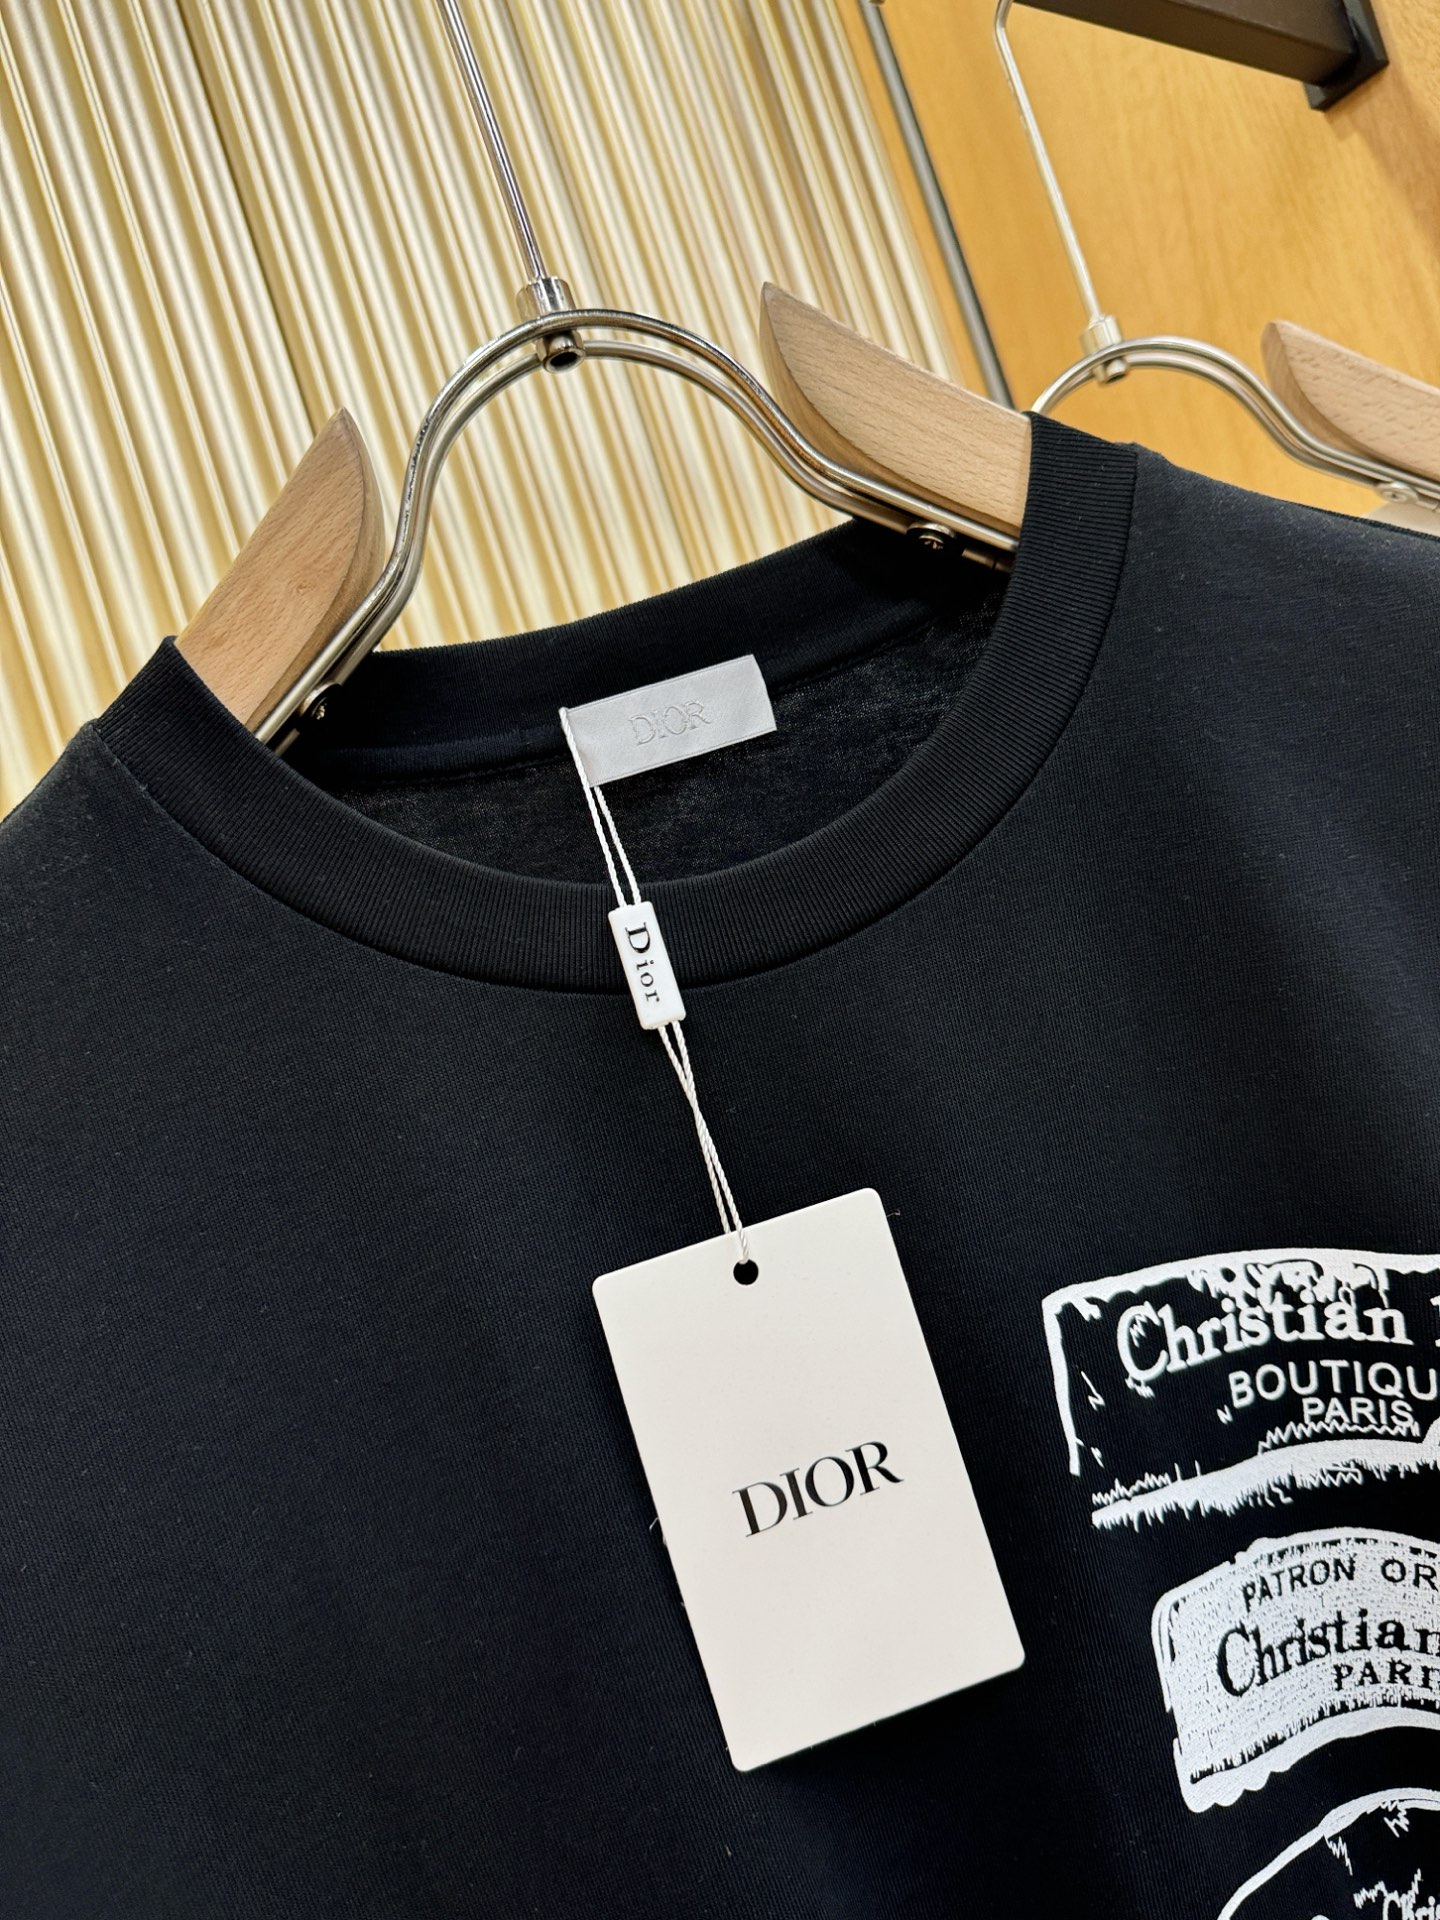 DIOR
Dior
DIOR
Christian
BOUTIQU
PARIS
PATRON OR
Christian
PARI